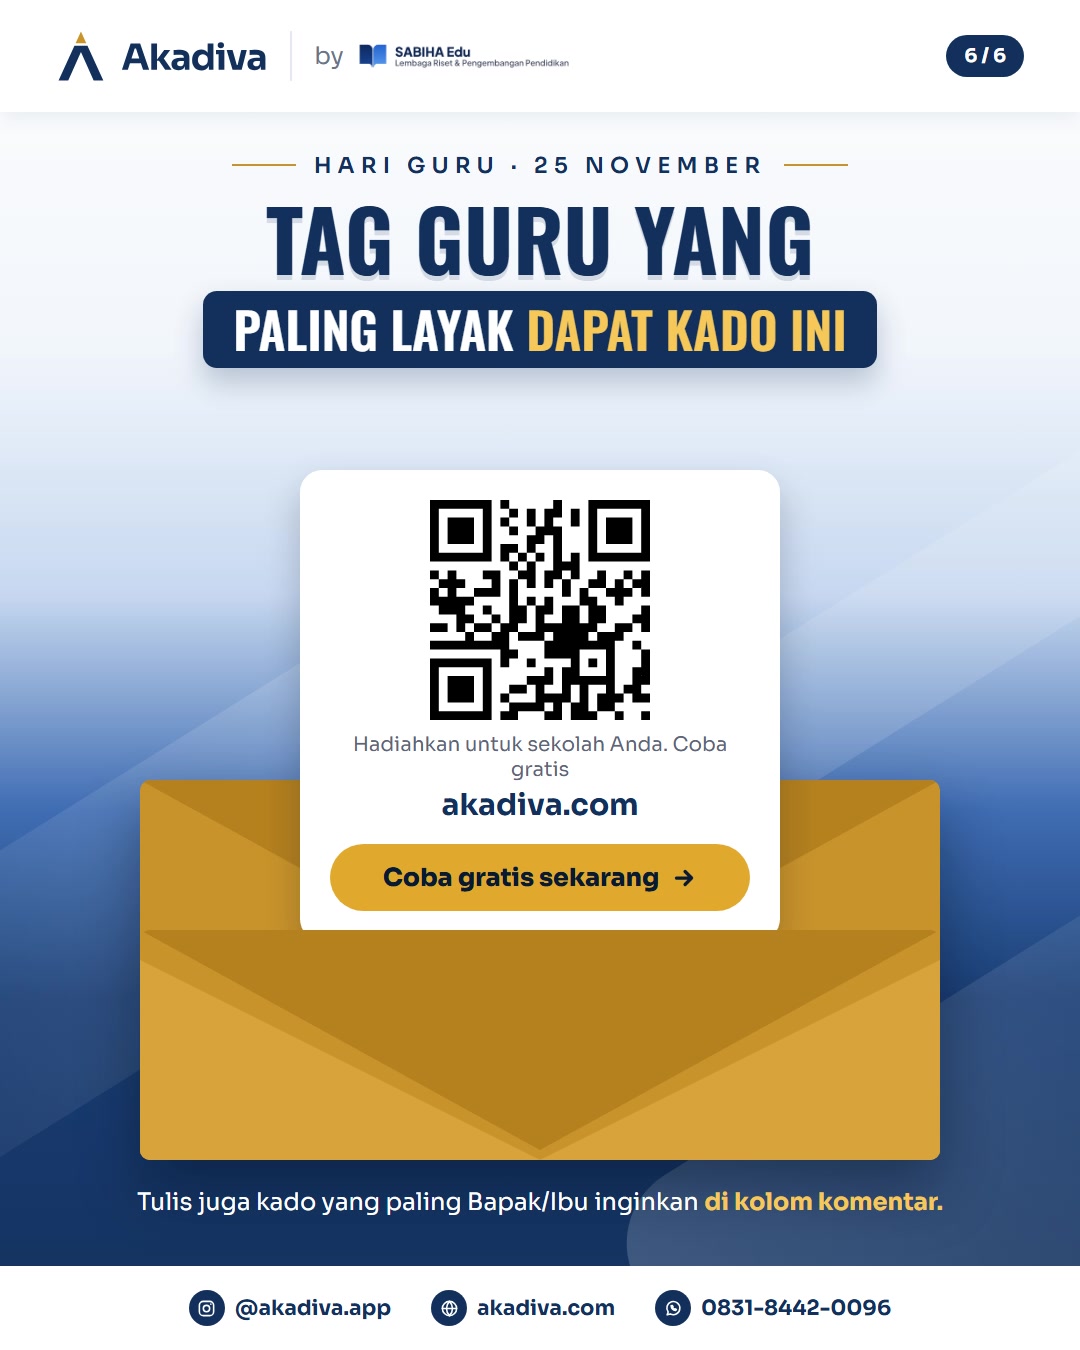 Akadiva
by
SABIHA Edu
Lembaga Riset & Pengembangan Pendidikan
6/6
HARI GURU · 25 NOVEMBER
TAG GURU YANG
PALING LAYAK DAPAT KADO INI
Hadiahkan untuk sekolah Anda. Coba
gratis
akadiva.com
Coba gratis sekarang →
Tulis juga kado yang paling Bapak/Ibu inginkan di kolom komentar.
@akadiva.app
akadiva.com
0831-8442-0096